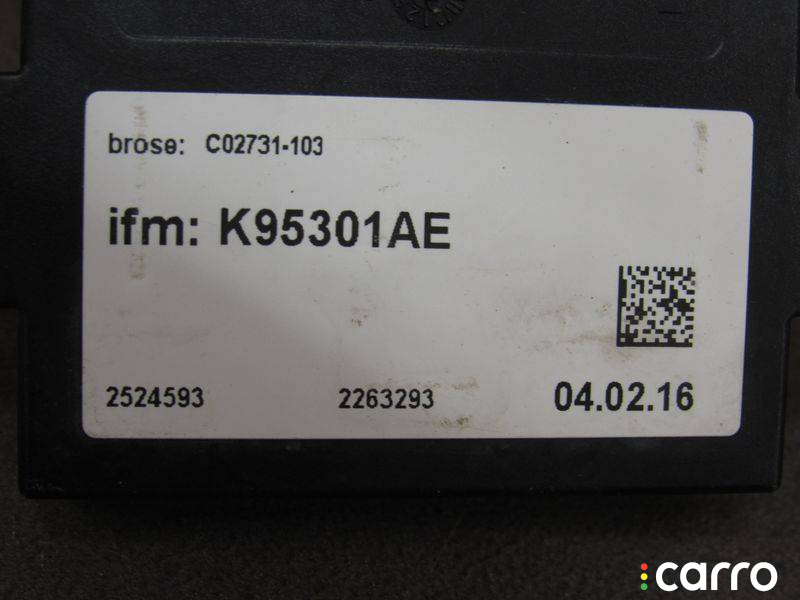 brose: C02731-103
ifm: K95301AE
2524593 2263293 04.02.16
carro